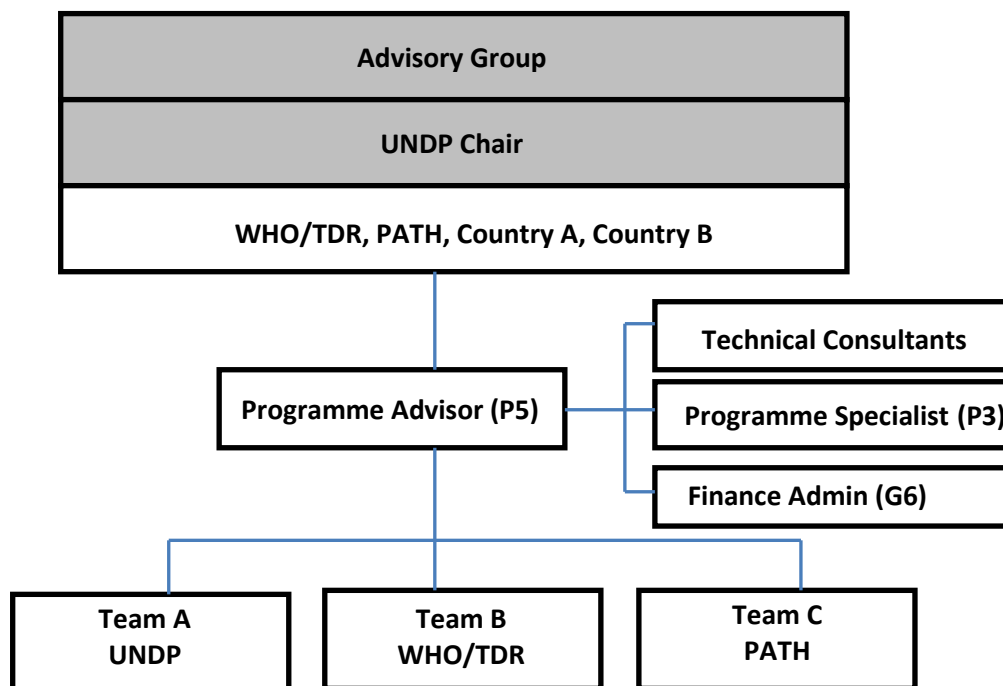 Advisory Group
UNDP Chair
WHO/TDR, PATH, Country A, Country B
Technical Consultants
Programme Advisor (P5)
Programme Specialist (P3)
Finance Admin (G6)
Team A
UNDP
Team B
WHO/TDR
Team C
PATH